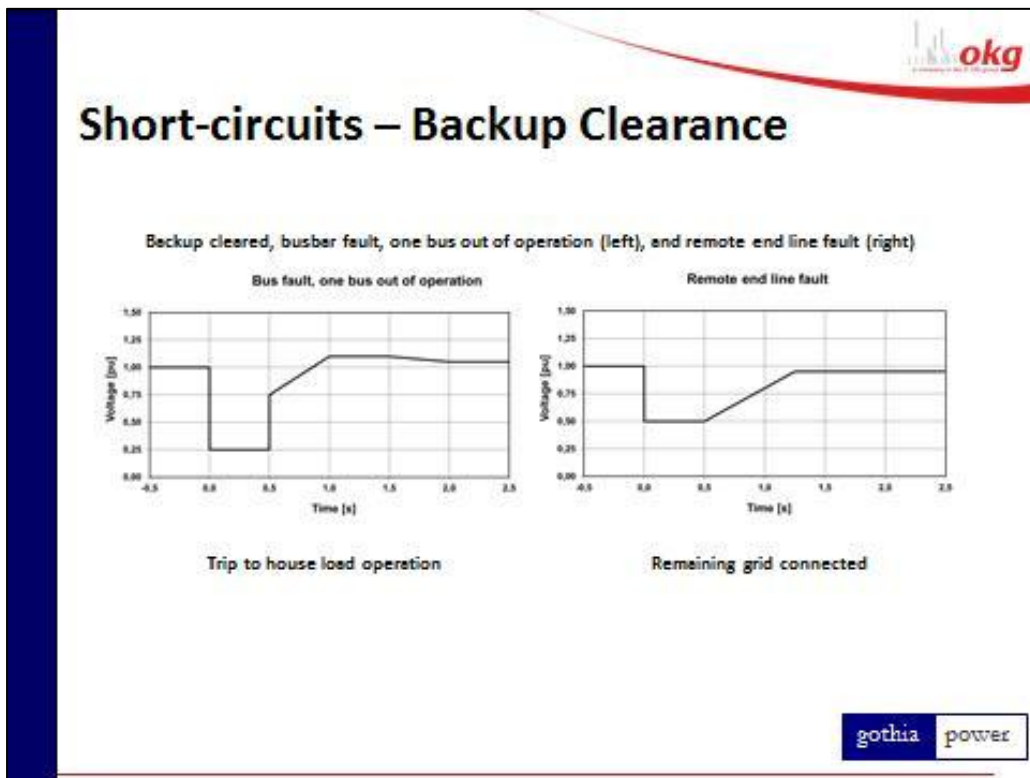 okg
Short-circuits – Backup Clearance
Backup cleared, busbar fault, one bus out of operation (left), and remote end line fault (right)
Bus fault, one bus out of operation
1,50
1,25
1,00
0,75
0,50
0,25
0,00
Voltage [pu]
-0,5 0,0 0,5 1,0 1,5 2,0 2,5
Time [s]
Trip to house load operation
Remote end line fault
1,50
1,25
1,00
0,75
0,50
0,25
0,00
Voltage [pu]
-0,5 0,0 0,5 1,0 1,5 2,0 2,5
Time [s]
Remaining grid connected
gothia power